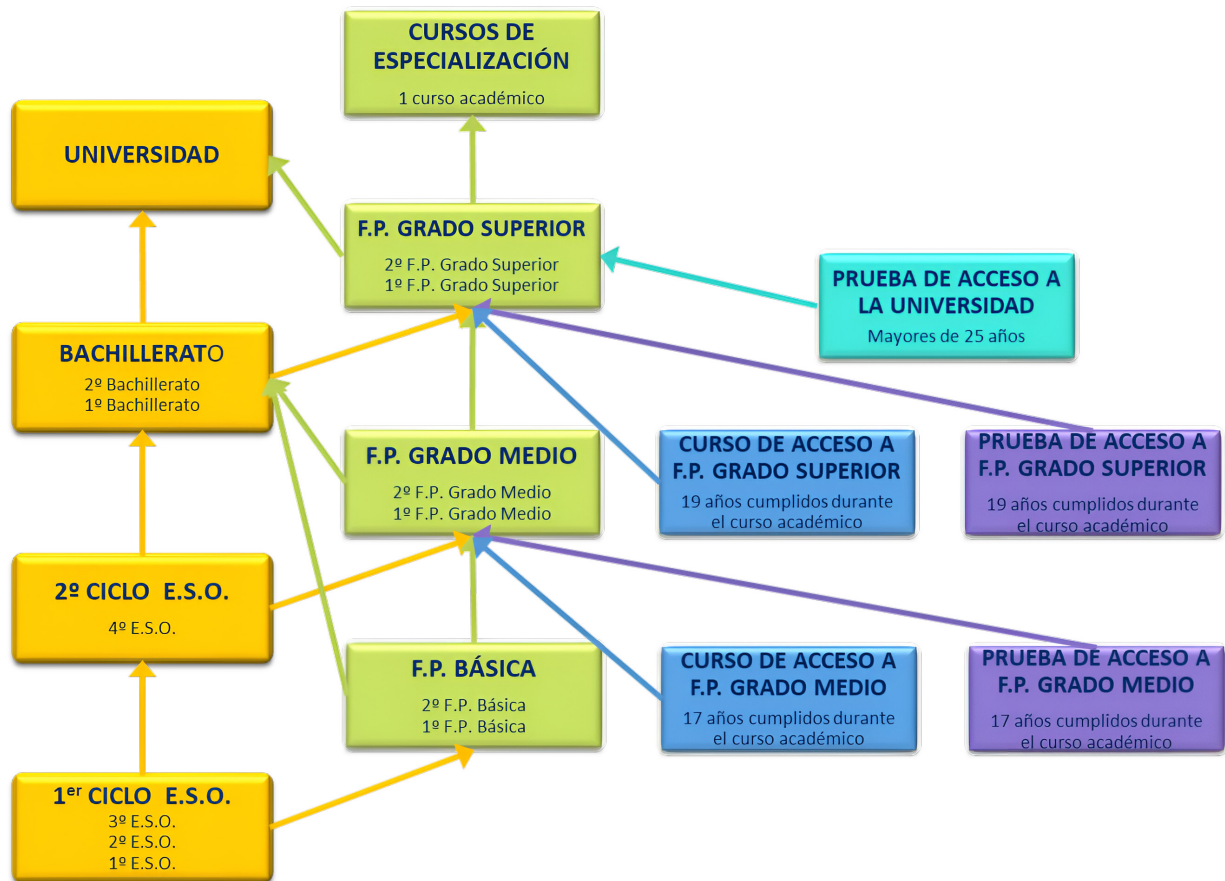 CURSOS DE
ESPECIALIZACIÓN
1 curso académico
UNIVERSIDAD
F.P. GRADO SUPERIOR
2º F.P. Grado Superior
1º F.P. Grado Superior
PRUEBA DE ACCESO A
LA UNIVERSIDAD
Mayores de 25 años
BACHILLERATO
2º Bachillerato
1º Bachillerato
F.P. GRADO MEDIO
2º F.P. Grado Medio
1º F.P. Grado Medio
CURSO DE ACCESO A
F.P. GRADO SUPERIOR
19 años cumplidos durante
el curso académico
PRUEBA DE ACCESO A
F.P. GRADO SUPERIOR
19 años cumplidos durante
el curso académico
2º CICLO E.S.O.
4º E.S.O.
F.P. BÁSICA
2º F.P. Básica
1º F.P. Básica
CURSO DE ACCESO A
F.P. GRADO MEDIO
17 años cumplidos durante
el curso académico
PRUEBA DE ACCESO A
F.P. GRADO MEDIO
17 años cumplidos durante
el curso académico
1er CICLO E.S.O.
3º E.S.O.
2º E.S.O.
1º E.S.O.